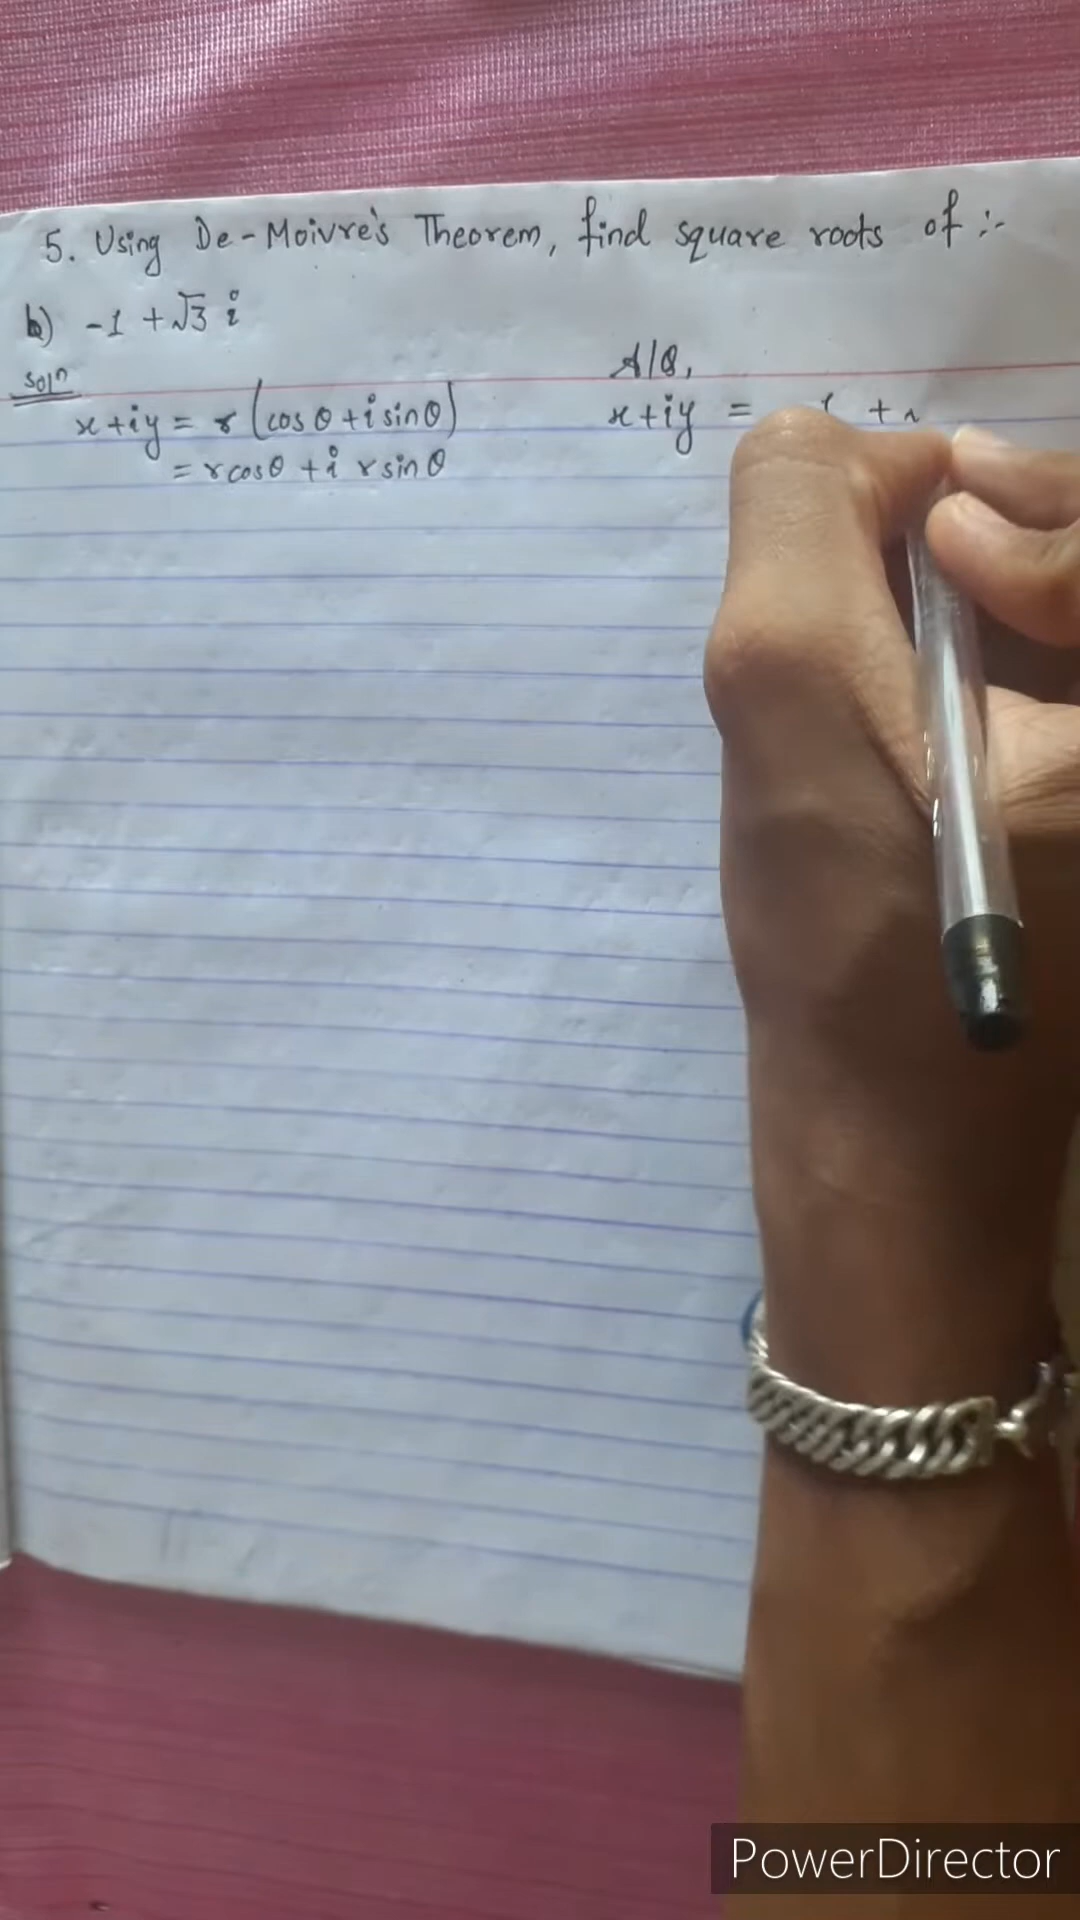 5. Using De-Moivre's Theorem, find square roots of :-
b) -1 + √3 i
Solⁿ
x+iy = r (cos θ + i sin θ)
= r cos θ + i r sin θ
A/Q,
x+iy = -1 +
PowerDirector